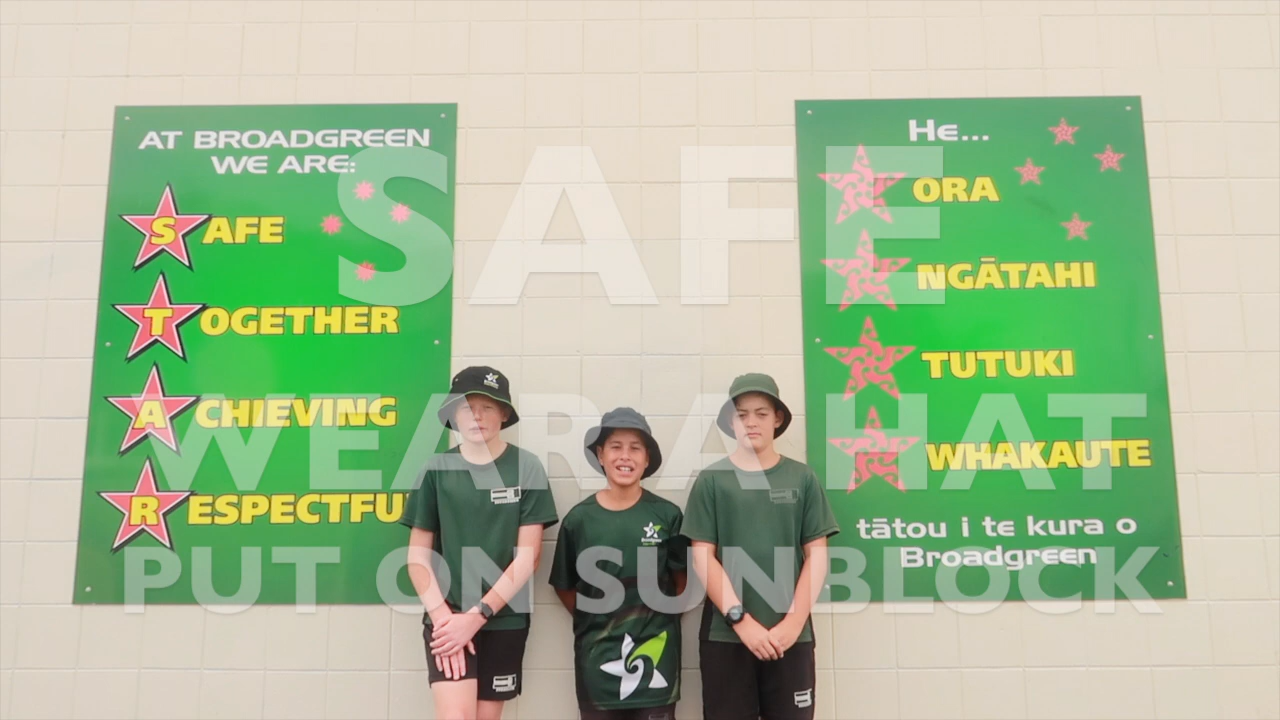 AT BROADGREEN
WE ARE:
SAFE
TOGETHER
ACHIEVING
RESPECTFU
He...
ORA
NGĀTAHI
TUTUKI
WHAKAUTE
tātou i te kura o
Broadgreen
SAFE
WEAR A HAT
PUT ON SUNBLOCK